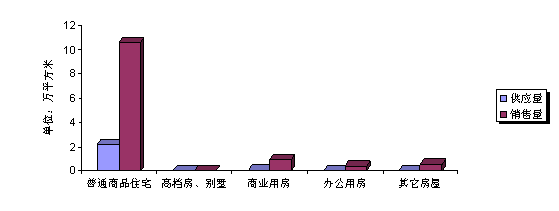 12
10
8
6
4
2
0
单位：万平方米
普通商品住宅
高档房、别墅
商业用房
办公用房
其它房屋
供应量
销售量